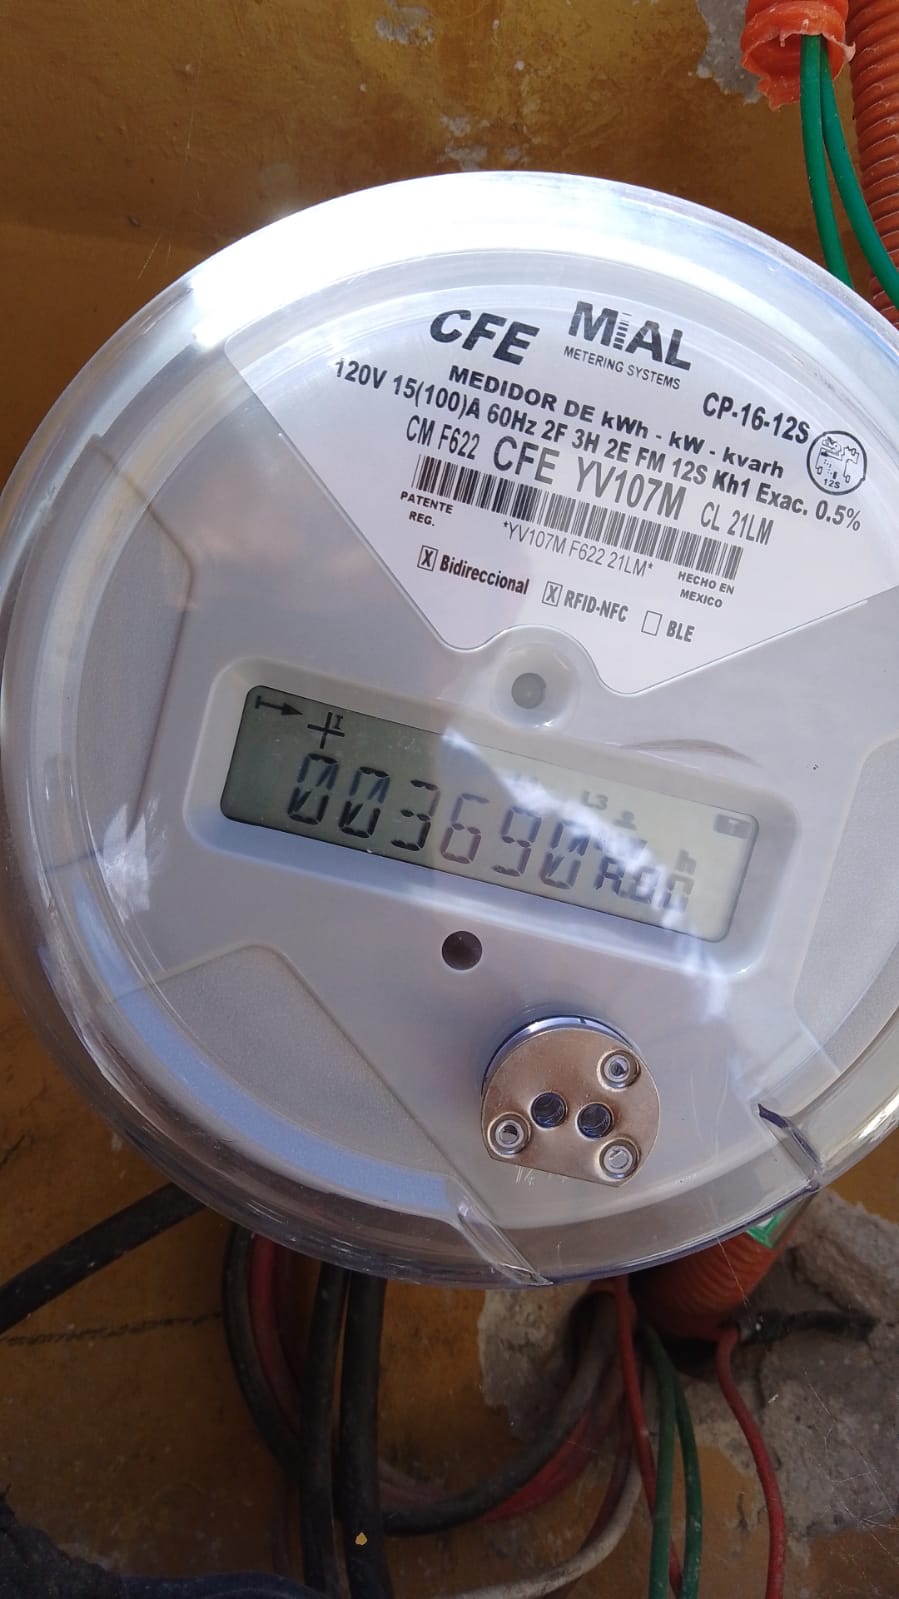 CFE MIAL
METERING SYSTEMS
CP-16-12S
MEDIDOR DE kWh - kW - kvarh
120V 15(100)A 60Hz 2F 3H 2E FM 12S Kh1 Exac. 0.5%
12S
CM F622 CFE YV107M CL 21LM
PATENTE REG.
*YV107M F622 21LM*
HECHO EN MEXICO
X Bidireccional X RFID-NFC BLE
L3
003690
h